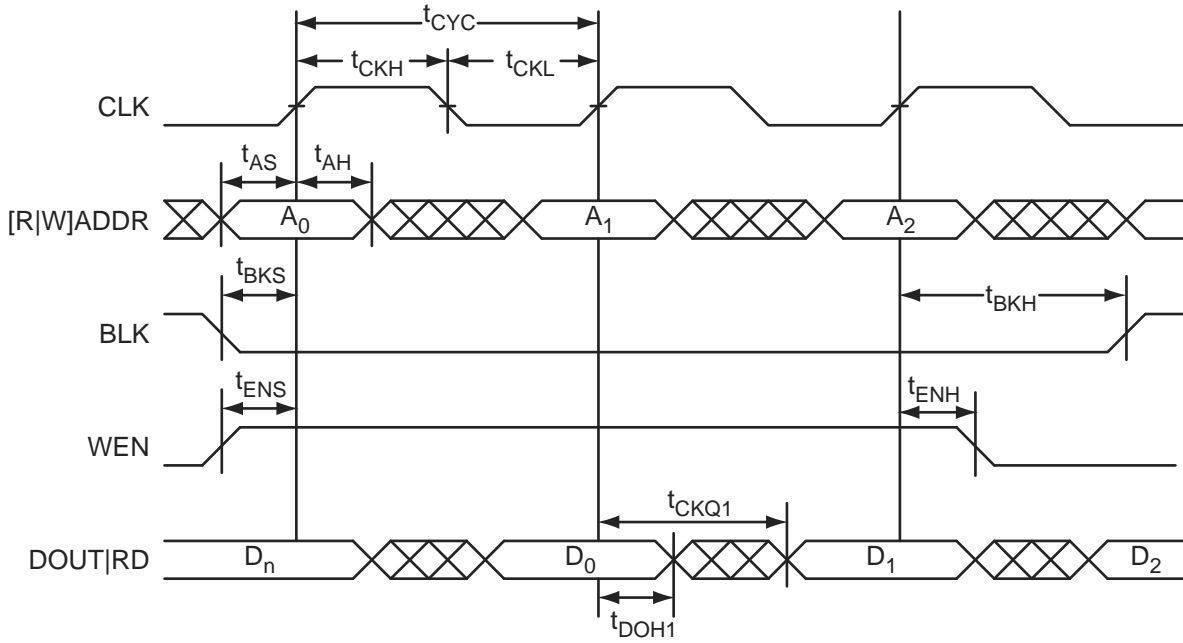 tCYC
tCKH tCKL
CLK
tAS tAH
[R|W]ADDR A0 A1 A2
tBKS tBKH
BLK
tENS tENH
WEN
tCKQ1
DOUT|RD Dn D0 D1 D2
tDOH1